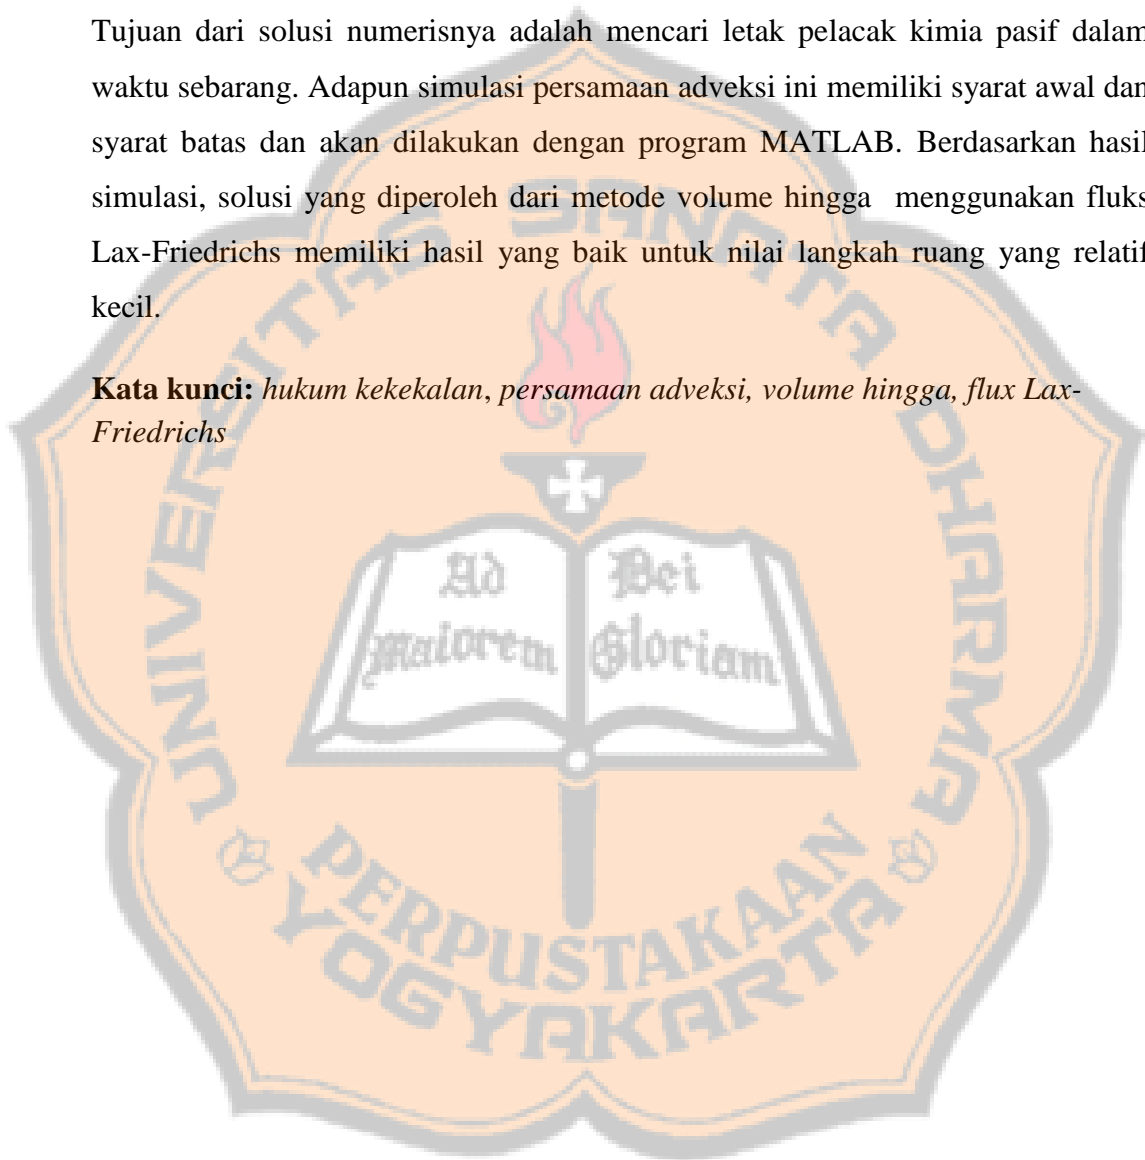 Tujuan dari solusi numerisnya adalah mencari letak pelacak kimia pasif dalam
waktu sebarang. Adapun simulasi persamaan adveksi ini memiliki syarat awal dan
syarat batas dan akan dilakukan dengan program MATLAB. Berdasarkan hasil
simulasi, solusi yang diperoleh dari metode volume hingga menggunakan fluks
Lax-Friedrichs memiliki hasil yang baik untuk nilai langkah ruang yang relatif
kecil.
Kata kunci: hukum kekekalan, persamaan adveksi, volume hingga, flux Lax-
Friedrichs
UNIVERSITAS SANATA DHARMA
Ad Dei
maiorem Gloriam
PERPUSTAKAAN
YOGYAKARTA